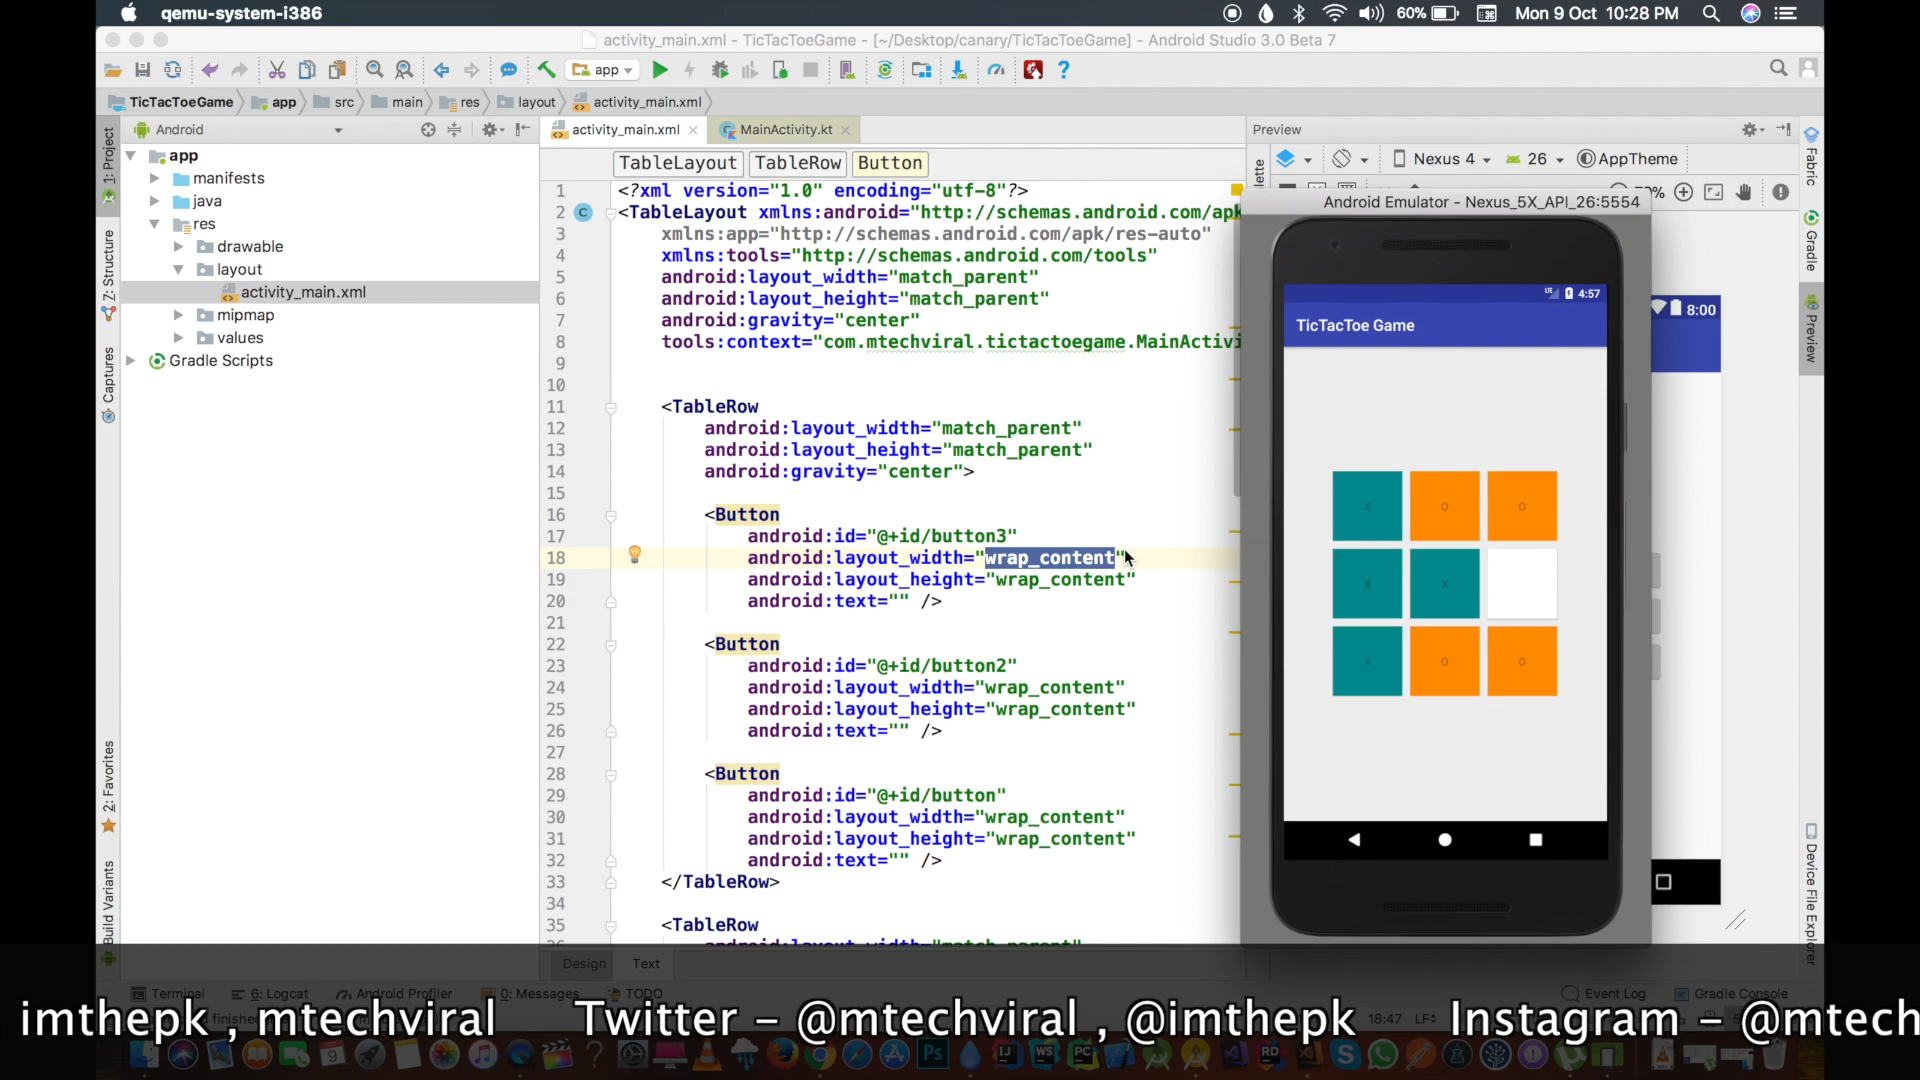 qemu-system-i386
60%
Mon 9 Oct 10:28 PM
activity_main.xml - TicTacToeGame - [~/Desktop/canary/TicTacToeGame] - Android Studio 3.0 Beta 7
app
TicTacToeGame app src main res layout activity_main.xml
Android
activity_main.xml
MainActivity.kt
Preview
TableLayout TableRow Button
Nexus 4 26 AppTheme
1: Project
Z: Structure
Captures
2: Favorites
Build Variants
app
manifests
java
res
drawable
layout
activity_main.xml
mipmap
values
Gradle Scripts
1 <?xml version="1.0" encoding="utf-8"?>
2 <TableLayout xmlns:android="http://schemas.android.com/apk
3 xmlns:app="http://schemas.android.com/apk/res-auto"
4 xmlns:tools="http://schemas.android.com/tools"
5 android:layout_width="match_parent"
6 android:layout_height="match_parent"
7 android:gravity="center"
8 tools:context="com.mtechviral.tictactoegame.MainActivi
9
10
11 <TableRow
12 android:layout_width="match_parent"
13 android:layout_height="match_parent"
14 android:gravity="center">
15
16 <Button
17 android:id="@+id/button3"
18 android:layout_width="wrap_content"
19 android:layout_height="wrap_content"
20 android:text="" />
21
22 <Button
23 android:id="@+id/button2"
24 android:layout_width="wrap_content"
25 android:layout_height="wrap_content"
26 android:text="" />
27
28 <Button
29 android:id="@+id/button"
30 android:layout_width="wrap_content"
31 android:layout_height="wrap_content"
32 android:text="" />
33 </TableRow>
34
35 <TableRow
android:layout_width="match_parent"
Android Emulator - Nexus_5X_API_26:5554
4:57
TicTacToe Game
X O O
X X
X O O
8:00
Fabric
Gradle
Preview
Device File Explorer
Design Text
Terminal 6: Logcat Android Profiler 0: Messages TODO
Event Log Gradle Console
18:47 LF
imthepk , mtechviral Twitter – @mtechviral , @imthepk Instagram – @mtech